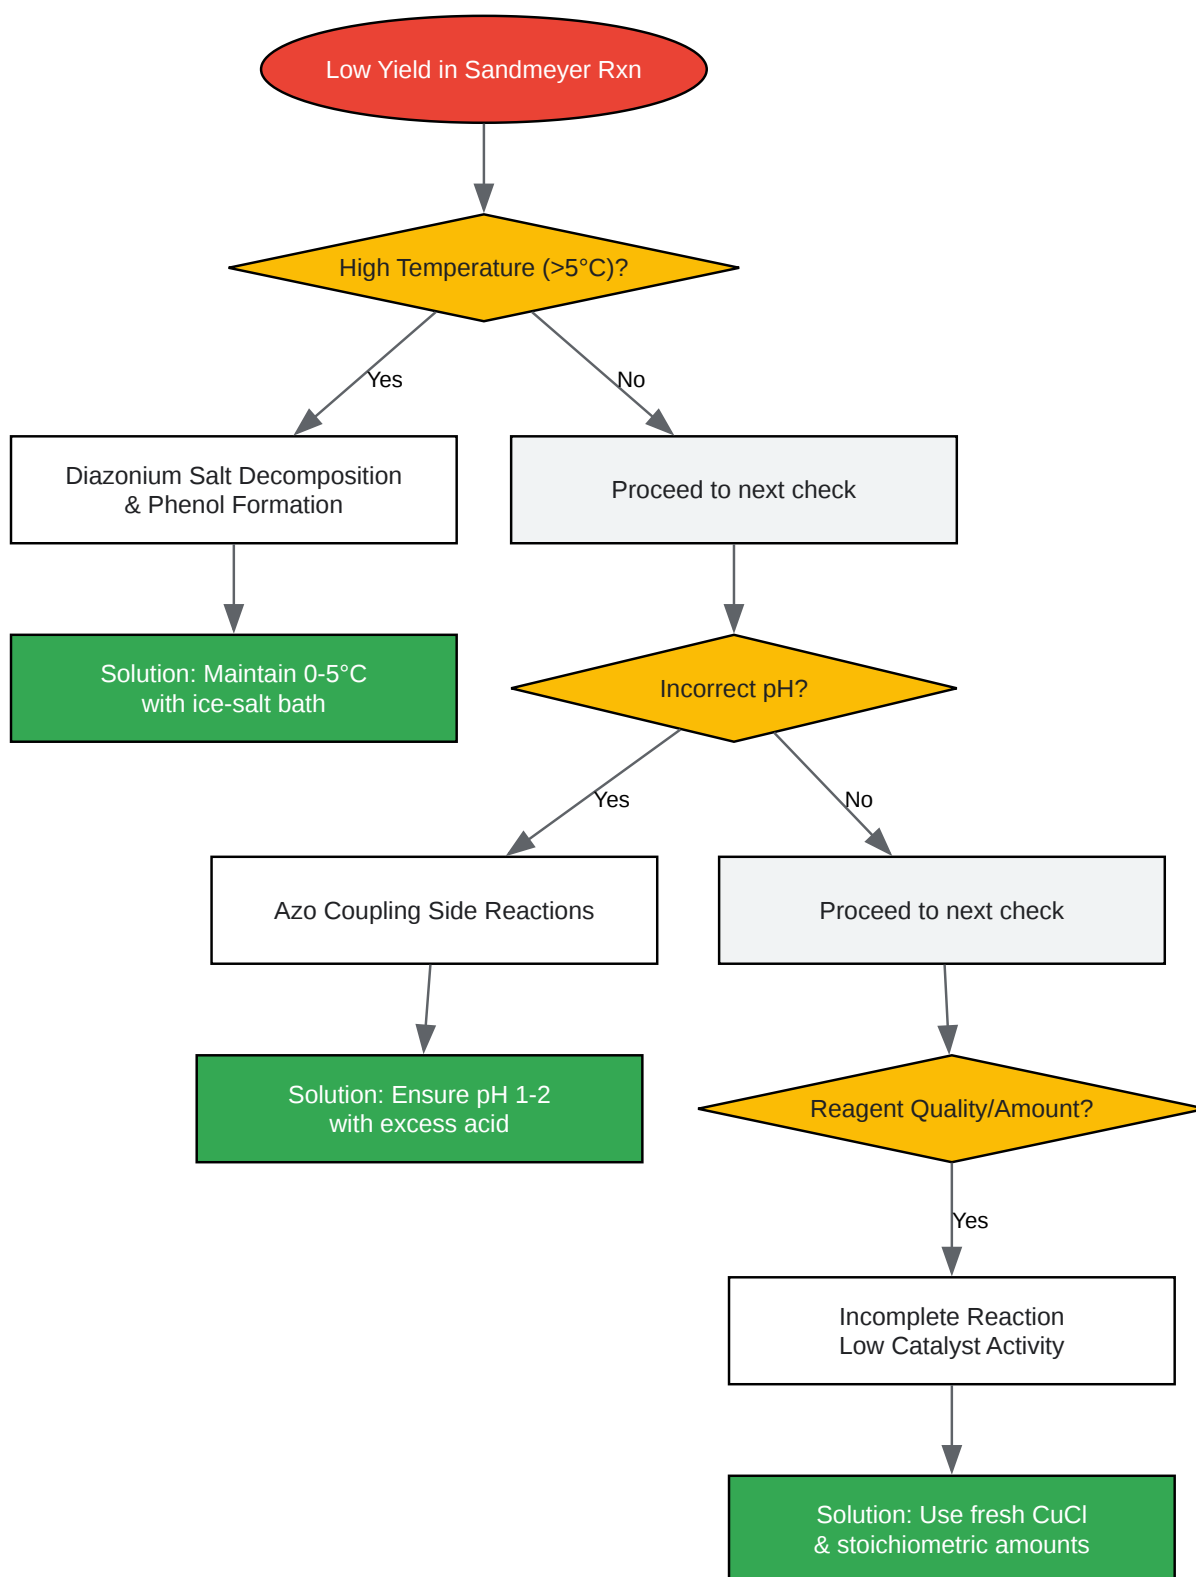 Low Yield in Sandmeyer Rxn
High Temperature (>5°C)?
Yes
No
Diazonium Salt Decomposition
& Phenol Formation
Proceed to next check
Solution: Maintain 0-5°C
with ice-salt bath
Incorrect pH?
Yes
No
Azo Coupling Side Reactions
Proceed to next check
Solution: Ensure pH 1-2
with excess acid
Reagent Quality/Amount?
Yes
Incomplete Reaction
Low Catalyst Activity
Solution: Use fresh CuCl
& stoichiometric amounts